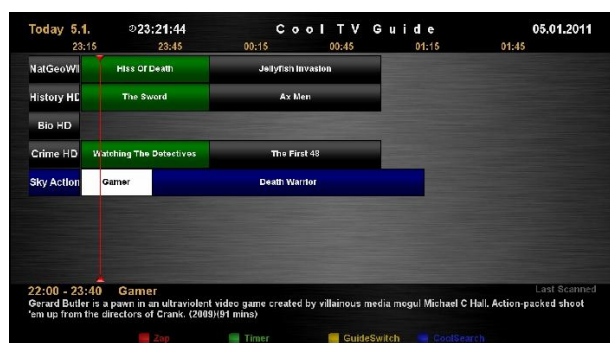 Today 5.1. 23:21:44 Cool TV Guide 05.01.2011
23:15 23:45 00:15 00:45 01:15 01:45
NatGeoWI Hiss Of Death Jellyfish Invasion
History HD The Sword Ax Men
Bio HD
Crime HD Watching The Detectives The First 48
Sky Action Gamer Death Warrior
22:00 - 23:40 Gamer Last Scanned
Gerard Butler is a pawn in an ultraviolent video game created by villainous media mogul Michael C Hall. Action-packed shoot
'em up from the directors of Crank. (2009)(91 mins)
Zap Timer GuideSwitch CoolSearch